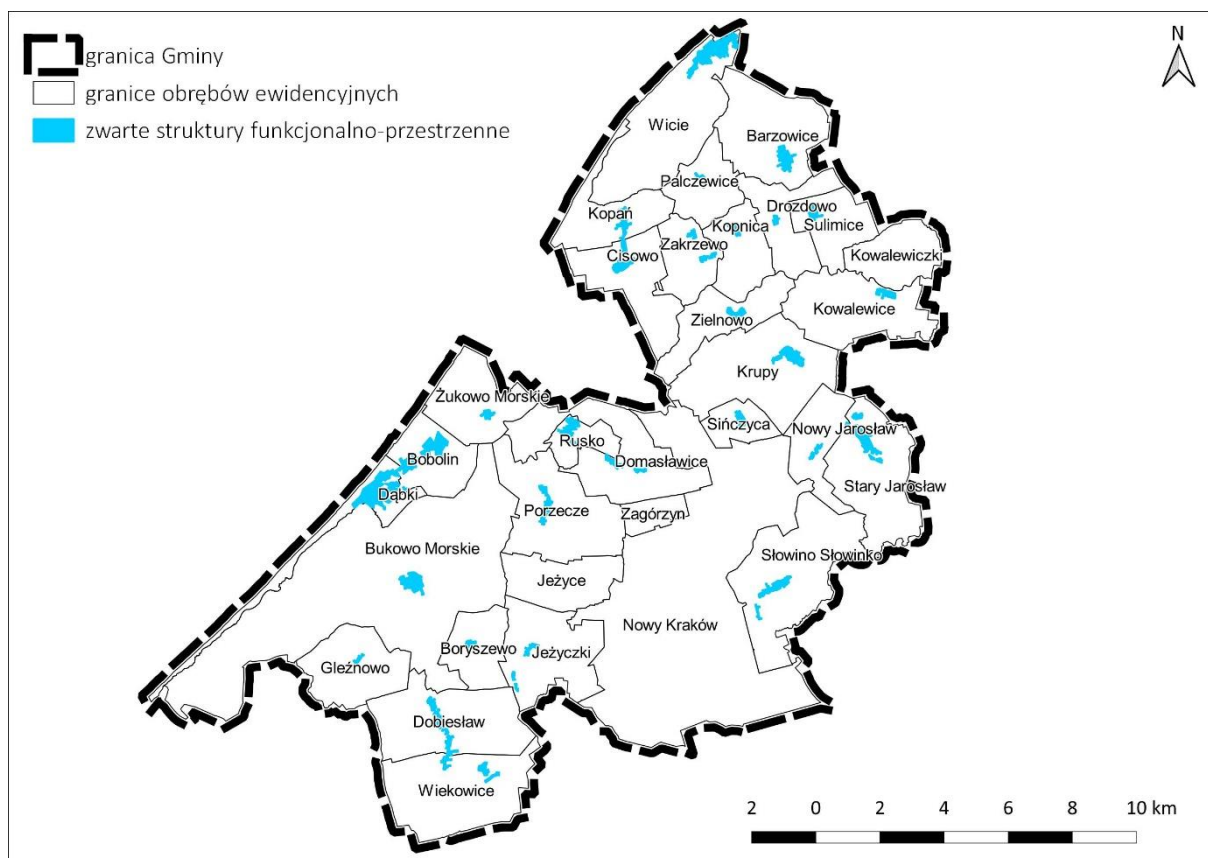 granica Gminy
granice obrębów ewidencyjnych
zwarte struktury funkcjonalno-przestrzenne
N
Wicie
Barzowice
Palczewice
Kopań
Drozdowo
Kopnica
Sulimice
Zakrzewo
Cisowo
Kowalewiczki
Kowalewice
Zielnowo
Krupy
Żukowo Morskie
Sińczyca
Nowy Jarosław
Rusko
Bobolin
Domasławice
Dąbki
Stary Jarosław
Porzecze
Zagórzyn
Bukowo Morskie
Słowino Słowinko
Jeżyce
Nowy Kraków
Boryszewo
Jeżyczki
Gleźnowo
Dobiesław
Wiekowice
2 0 2 4 6 8 10 km